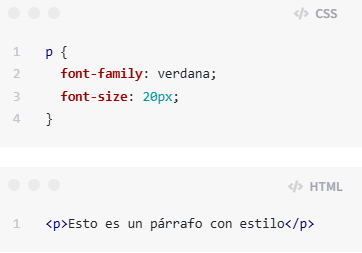 </> CSS
1 p {
2   font-family: verdana;
3   font-size: 20px;
4 }
</> HTML
1 <p>Esto es un párrafo con estilo</p>